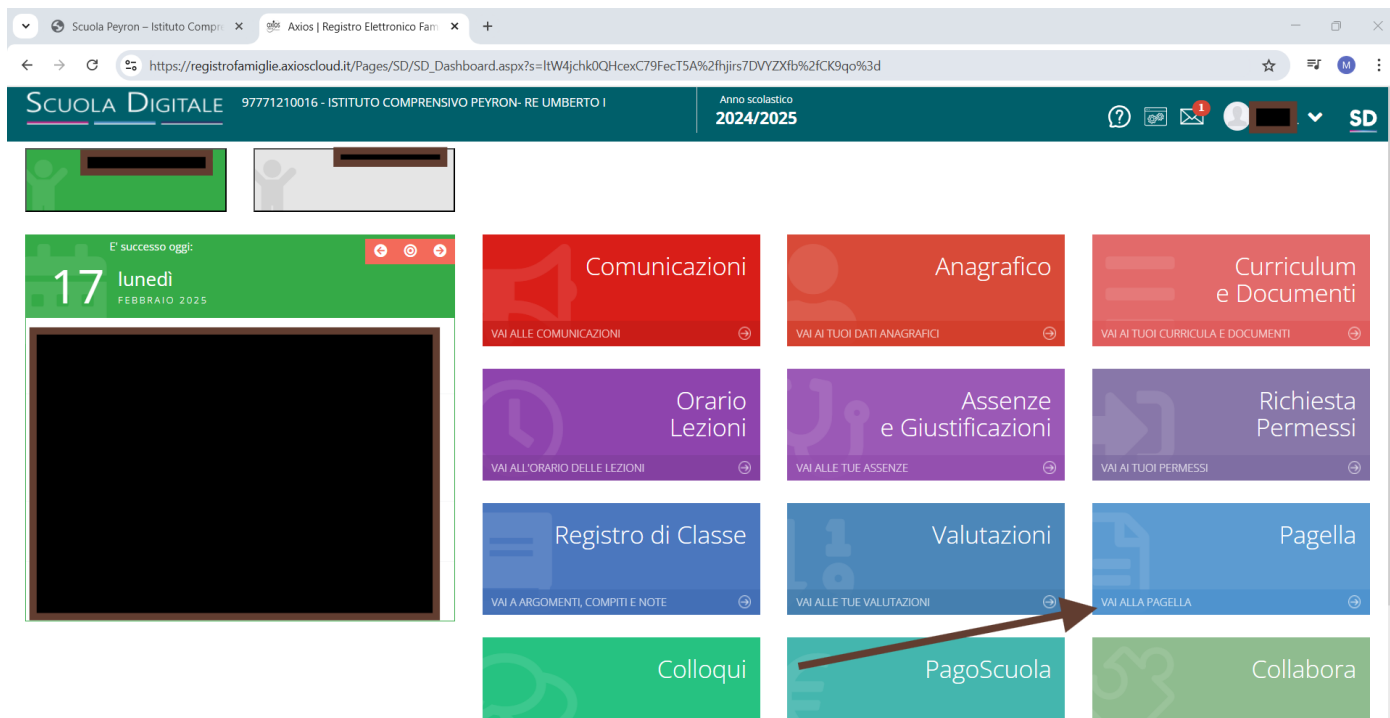 Scuola Peyron – Istituto Compr
Axios | Registro Elettronico Fam
https://registrofamiglie.axioscloud.it/Pages/SD/SD_Dashboard.aspx?s=ltW4jchk0QHcexC79FecT5A%2fhjirs7DVYZXfb%2fCK9qo%3d
M
SCUOLA DIGITALE
97771210016 - ISTITUTO COMPRENSIVO PEYRON- RE UMBERTO I
Anno scolastico
2024/2025
1
SD
E' successo oggi:
17
lunedì
FEBBRAIO 2025
Comunicazioni
VAI ALLE COMUNICAZIONI
Anagrafico
VAI AI TUOI DATI ANAGRAFICI
Curriculum
e Documenti
VAI AI TUOI CURRICULA E DOCUMENTI
Orario
Lezioni
VAI ALL'ORARIO DELLE LEZIONI
Assenze
e Giustificazioni
VAI ALLE TUE ASSENZE
Richiesta
Permessi
VAI AI TUOI PERMESSI
Registro di Classe
VAI A ARGOMENTI, COMPITI E NOTE
Valutazioni
VAI ALLE TUE VALUTAZIONI
Pagella
VAI ALLA PAGELLA
Colloqui
PagoScuola
Collabora